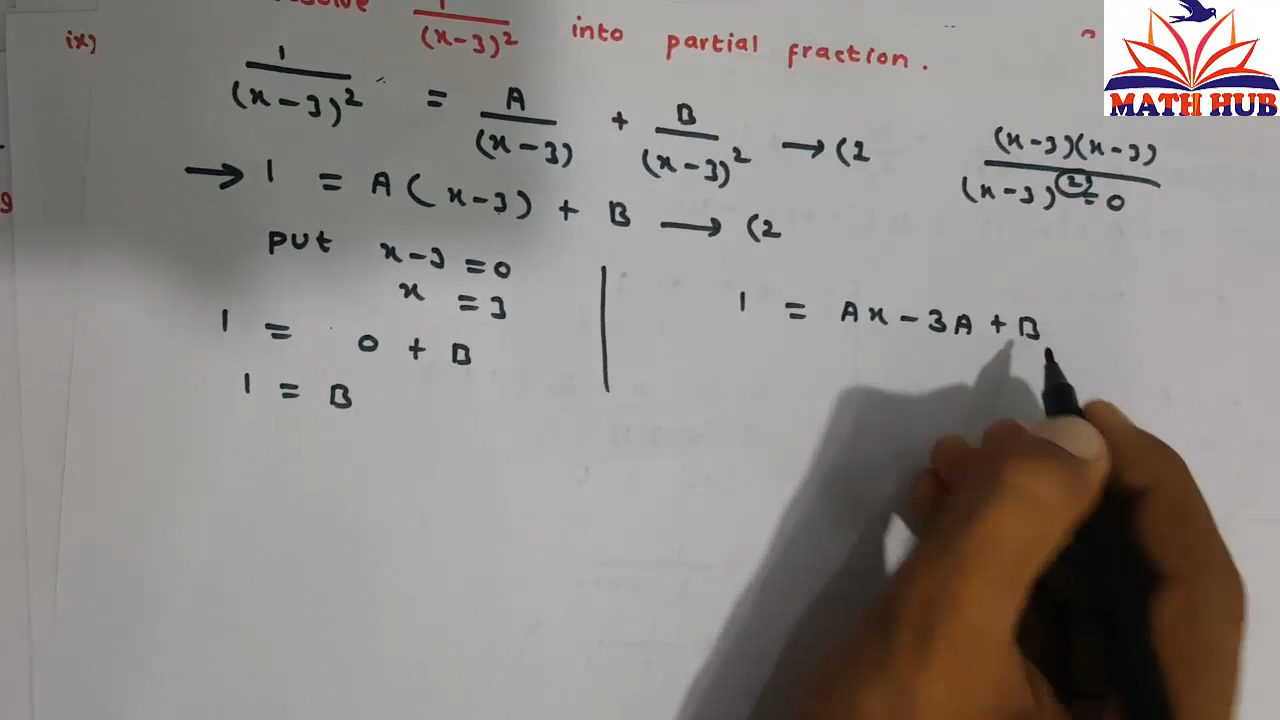 ix) 1/(x-3)² into partial fraction.
1/(x-3)² = A/(x-3) + B/(x-3)² → (2
(x-3)(x-3)/(x-3)²=0
→ 1 = A(x-3) + B → (2
put x-3=0
x =3
1 = 0 + B
1 = B
1 = Ax-3A+B
MATH HUB